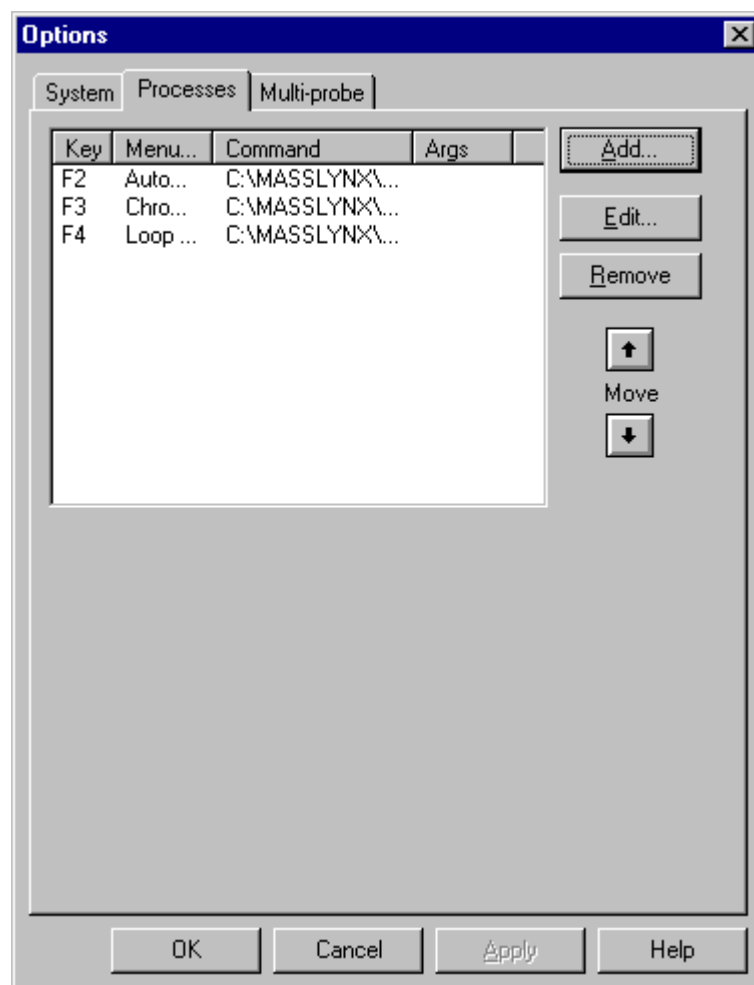 Options
System Processes Multi-probe
Key Menu... Command Args
F2 Auto... C:\MASSLYNX\...
F3 Chro... C:\MASSLYNX\...
F4 Loop ... C:\MASSLYNX\...
Add...
Edit...
Remove
Move
OK Cancel Apply Help